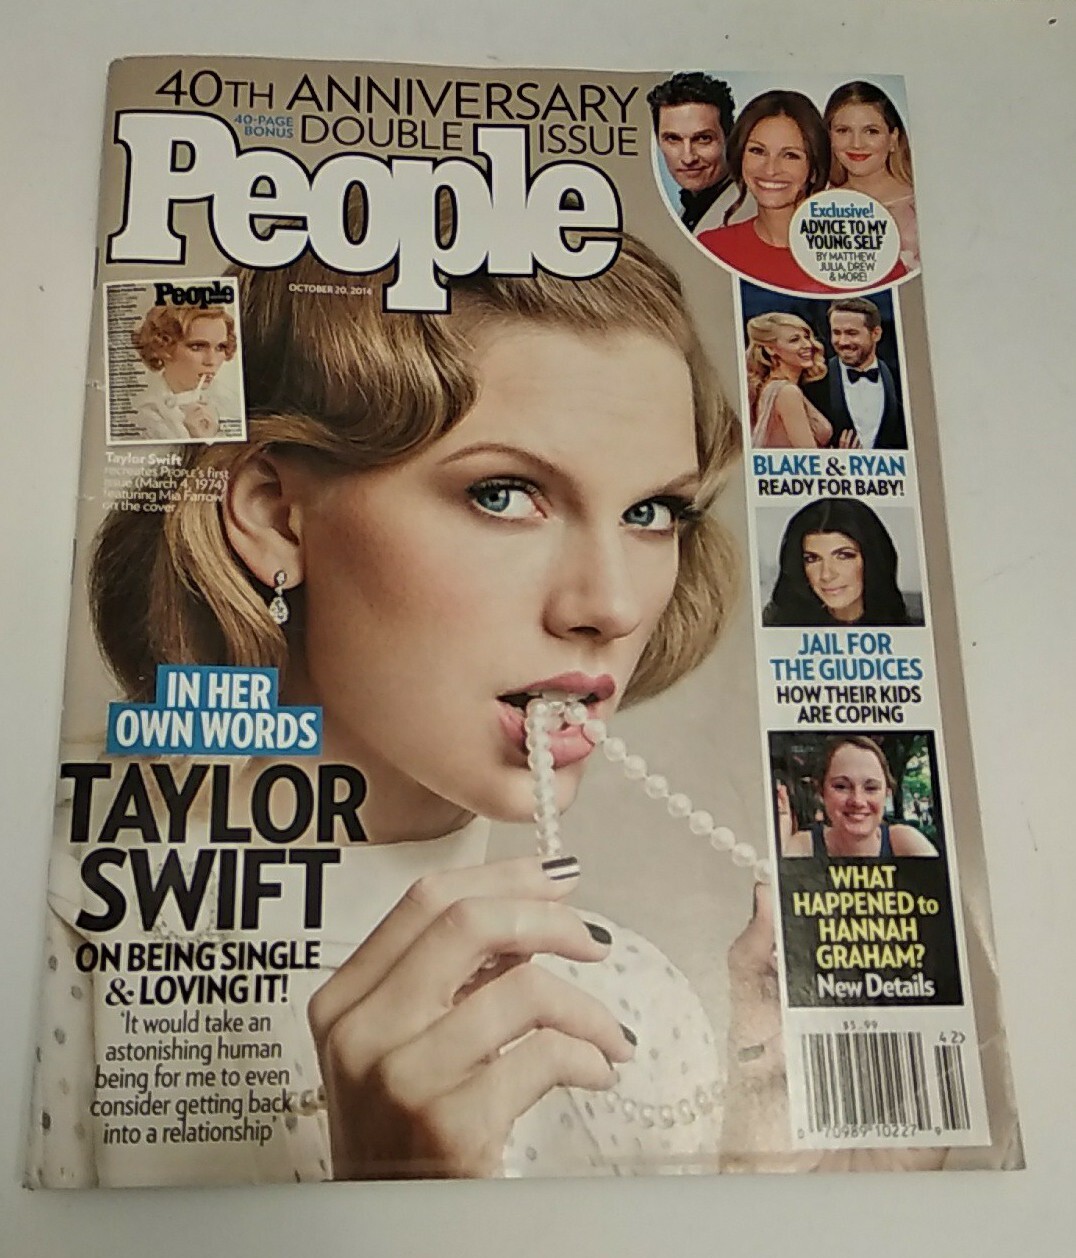 40TH ANNIVERSARY
40-PAGE
BONUS
DOUBLE ISSUE
People
OCTOBER 20, 2014
Exclusive!
ADVICE TO MY
YOUNG SELF
BY MATTHEW,
JULIA, DREW
& MORE!
People
Taylor Swift
recreates PEOPLE's first
issue (March 4, 1974)
featuring Mia Farrow
on the cover
BLAKE & RYAN
READY FOR BABY!
JAIL FOR
THE GIUDICES
HOW THEIR KIDS
ARE COPING
IN HER
OWN WORDS
TAYLOR
SWIFT
ON BEING SINGLE
& LOVING IT!
'It would take an
astonishing human
being for me to even
consider getting back
into a relationship'
WHAT
HAPPENED to
HANNAH
GRAHAM?
New Details
$5.99
42>
0 70989 10227 9